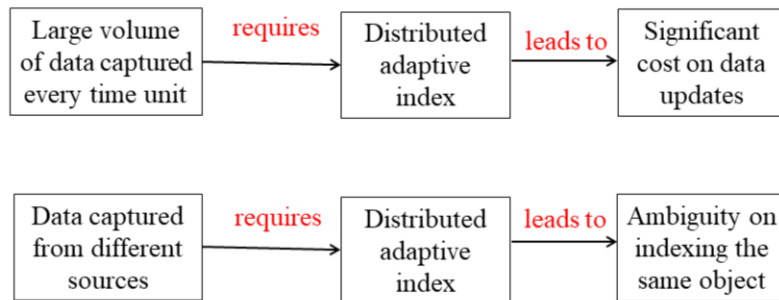 Large volume
of data captured
every time unit
requires
Distributed
adaptive
index
leads to
Significant
cost on data
updates
Data captured
from different
sources
requires
Distributed
adaptive
index
leads to
Ambiguity on
indexing the
same object